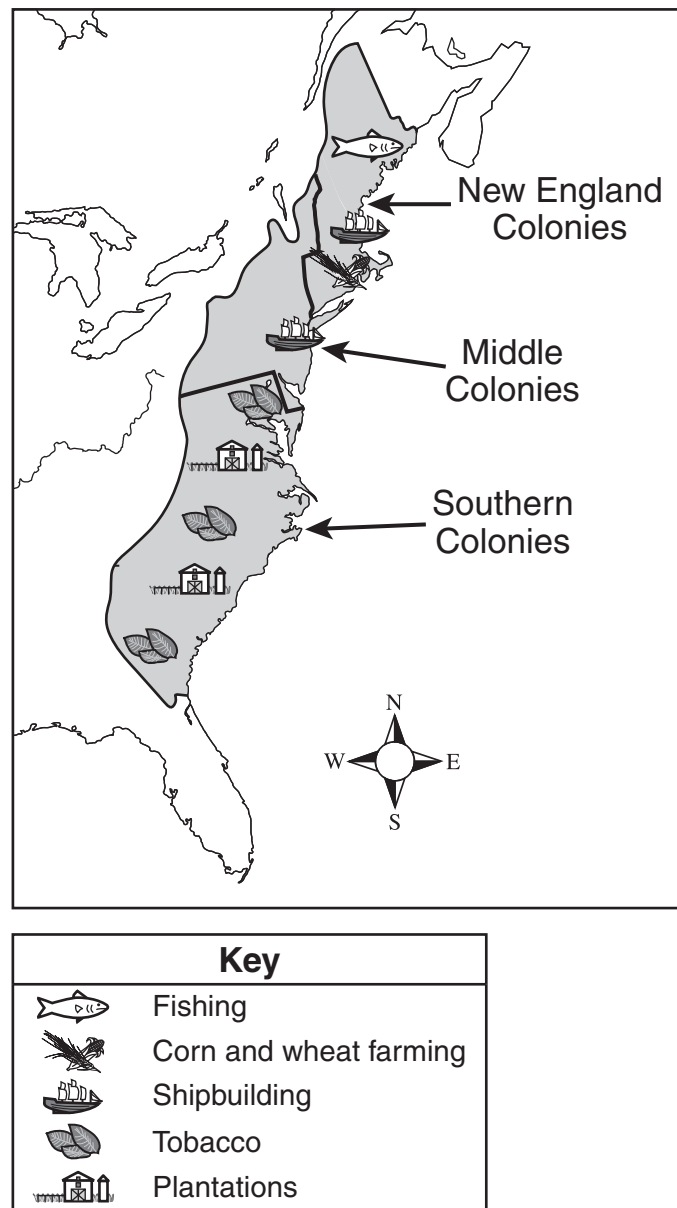 New England
Colonies
Middle
Colonies
Southern
Colonies
N
W E
S
Key
Fishing
Corn and wheat farming
Shipbuilding
Tobacco
Plantations